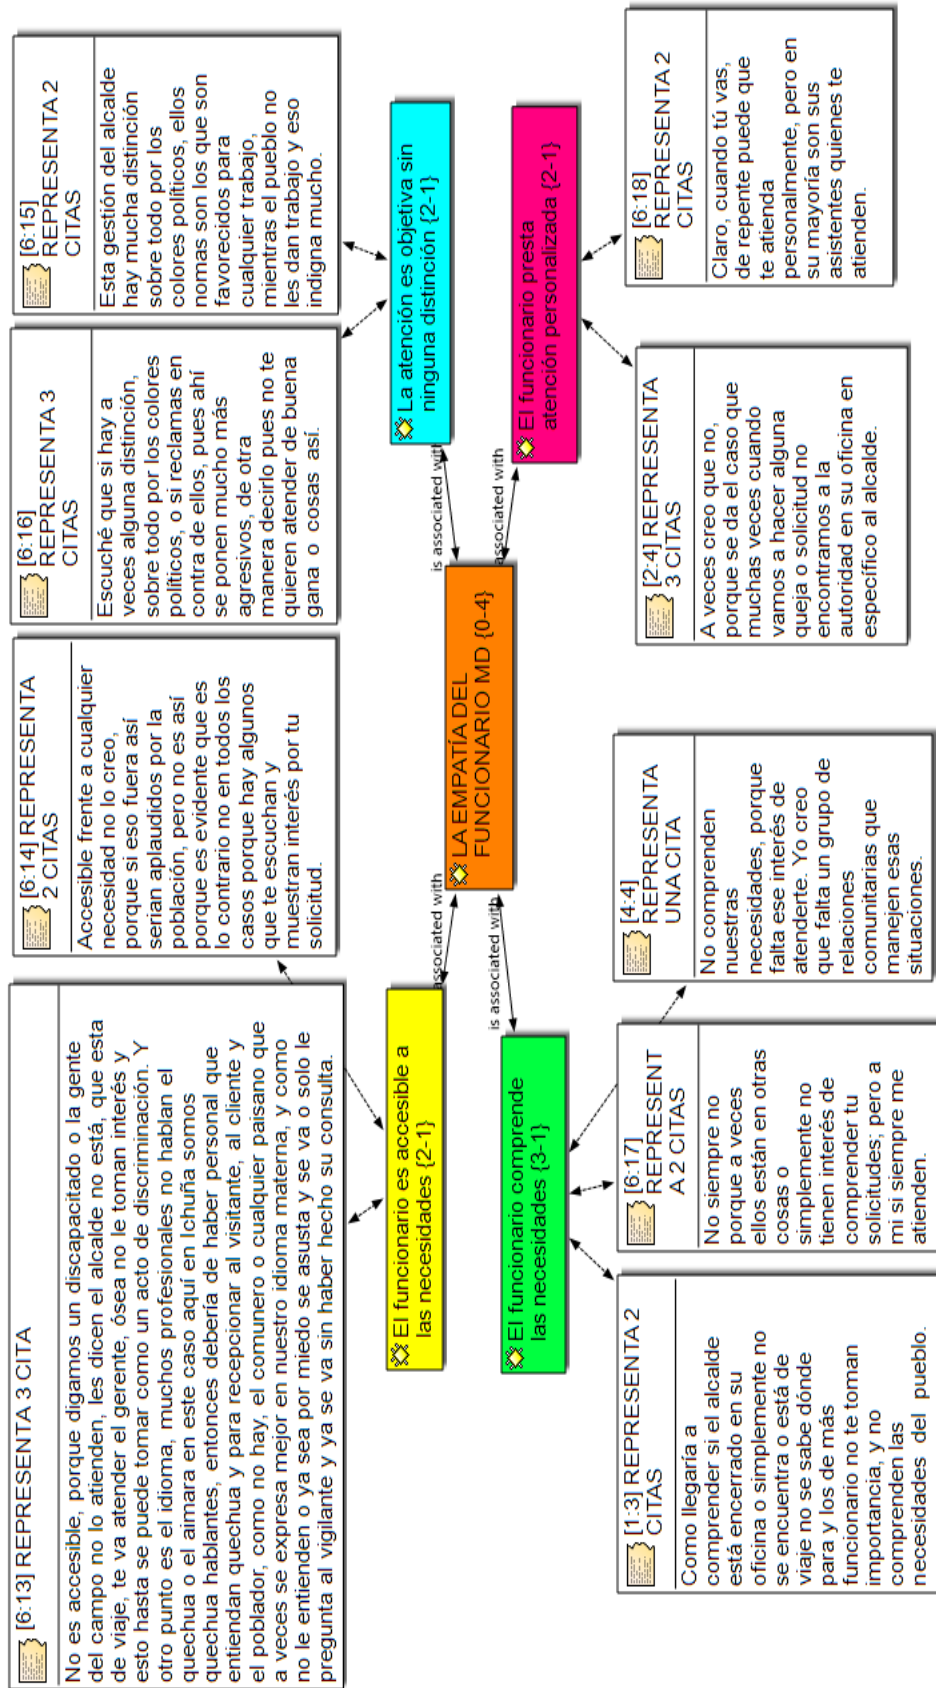 [6:13] REPRESENTA 3 CITA
No es accesible, porque digamos un discapacitado o la gente
del campo no lo atienden, les dicen el alcalde no está, que esta
de viaje, te va atender el gerente, ósea no le toman interés y
esto hasta se puede tomar como un acto de discriminación. Y
otro punto es el idioma, muchos profesionales no hablan el
quechua o el aimara en este caso aquí en Ichuña somos
quechua hablantes, entonces debería de haber personal que
entiendan quechua y para recepcionar al visitante, al cliente y
el poblador, como no hay, el comunero o cualquier paisano que
a veces se expresa mejor en nuestro idioma materna, y como
no le entienden o ya sea por miedo se asusta y se va o solo le
pregunta al vigilante y ya se va sin haber hecho su consulta.
[6:14] REPRESENTA
2 CITAS
Accesible frente a cualquier
necesidad no lo creo,
porque si eso fuera así
serian aplaudidos por la
población, pero no es así
porque es evidente que es
lo contrario no en todos los
casos porque hay algunos
que te escuchan y
muestran interés por tu
solicitud.
[6:16]
REPRESENTA 3
CITAS
Escuché que si hay a
veces alguna distinción,
sobre todo por los colores
políticos, o si reclamas en
contra de ellos, pues ahí
se ponen mucho más
agresivos, de otra
manera decirlo pues no te
quieren atender de buena
gana o cosas así.
[6:15]
REPRESENTA 2
CITAS
Esta gestión del alcalde
hay mucha distinción
sobre todo por los
colores políticos, ellos
nomas son los que son
favorecidos para
cualquier trabajo,
mientras el pueblo no
les dan trabajo y eso
indigna mucho.
El funcionario es accesible a
las necesidades {2-1}
La atención es objetiva sin
ninguna distinción {2-1}
associated with
is associated with
LA EMPATÍA DEL
FUNCIONARIO MD {0-4}
is associated with
associated with
El funcionario comprende
las necesidades {3-1}
El funcionario presta
atención personalizada {2-1}
[1:3] REPRESENTA 2
CITAS
Como llegaría a
comprender si el alcalde
está encerrado en su
oficina o simplemente no
se encuentra o está de
viaje no se sabe dónde
para y los de más
funcionario no te toman
importancia, y no
comprenden las
necesidades del pueblo.
[6:17]
REPRESENT
A 2 CITAS
No siempre no
porque a veces
ellos están en otras
cosas o
simplemente no
tienen interés de
comprender tu
solicitudes; pero a
mi si siempre me
atienden.
[4:4]
REPRESENTA
UNA CITA
No comprenden
nuestras
necesidades, porque
falta ese interés de
atenderte. Yo creo
que falta un grupo de
relaciones
comunitarias que
manejen esas
situaciones.
[2:4] REPRESENTA
3 CITAS
A veces creo que no,
porque se da el caso que
muchas veces cuando
vamos a hacer alguna
queja o solicitud no
encontramos a la
autoridad en su oficina en
específico al alcalde.
[6:18]
REPRESENTA 2
CITAS
Claro, cuando tú vas,
de repente puede que
te atienda
personalmente, pero en
su mayoría son sus
asistentes quienes te
atienden.